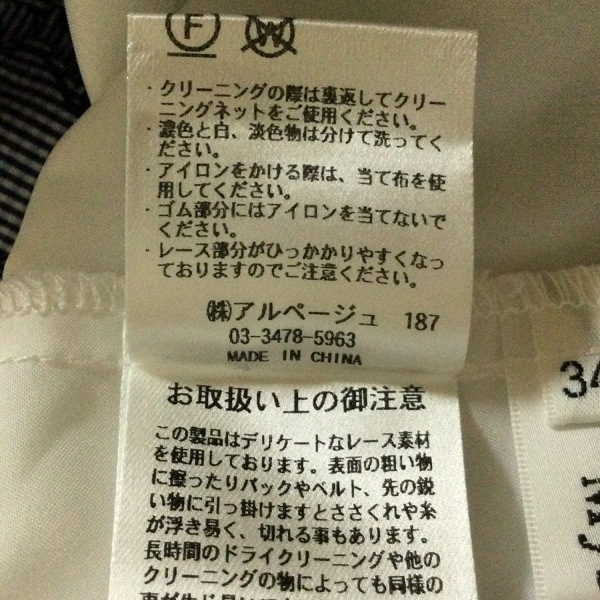 F W
・クリーニングの際は裏返してクリー
ニングネットをご使用ください。
・濃色と白、淡色物は分けて洗ってく
ださい。
・アイロンをかける際は、当て布を使
用してください。
・ゴム部分にはアイロンを当てないで
ください。
・レース部分がひっかかりやすくなっ
ておりますのでご注意ください。
㈱アルページュ 187
03-3478-5963
MADE IN CHINA
お取扱い上の御注意
この製品はデリケートなレース素材
を使用しております。表面の粗い物
に擦ったりバックやベルト、先の鋭
い物に引っ掛けますとささくれや糸
が浮き易く、切れる事もあります。
長時間のドライクリーニングや他の
クリーニングの物によっても同様の
34